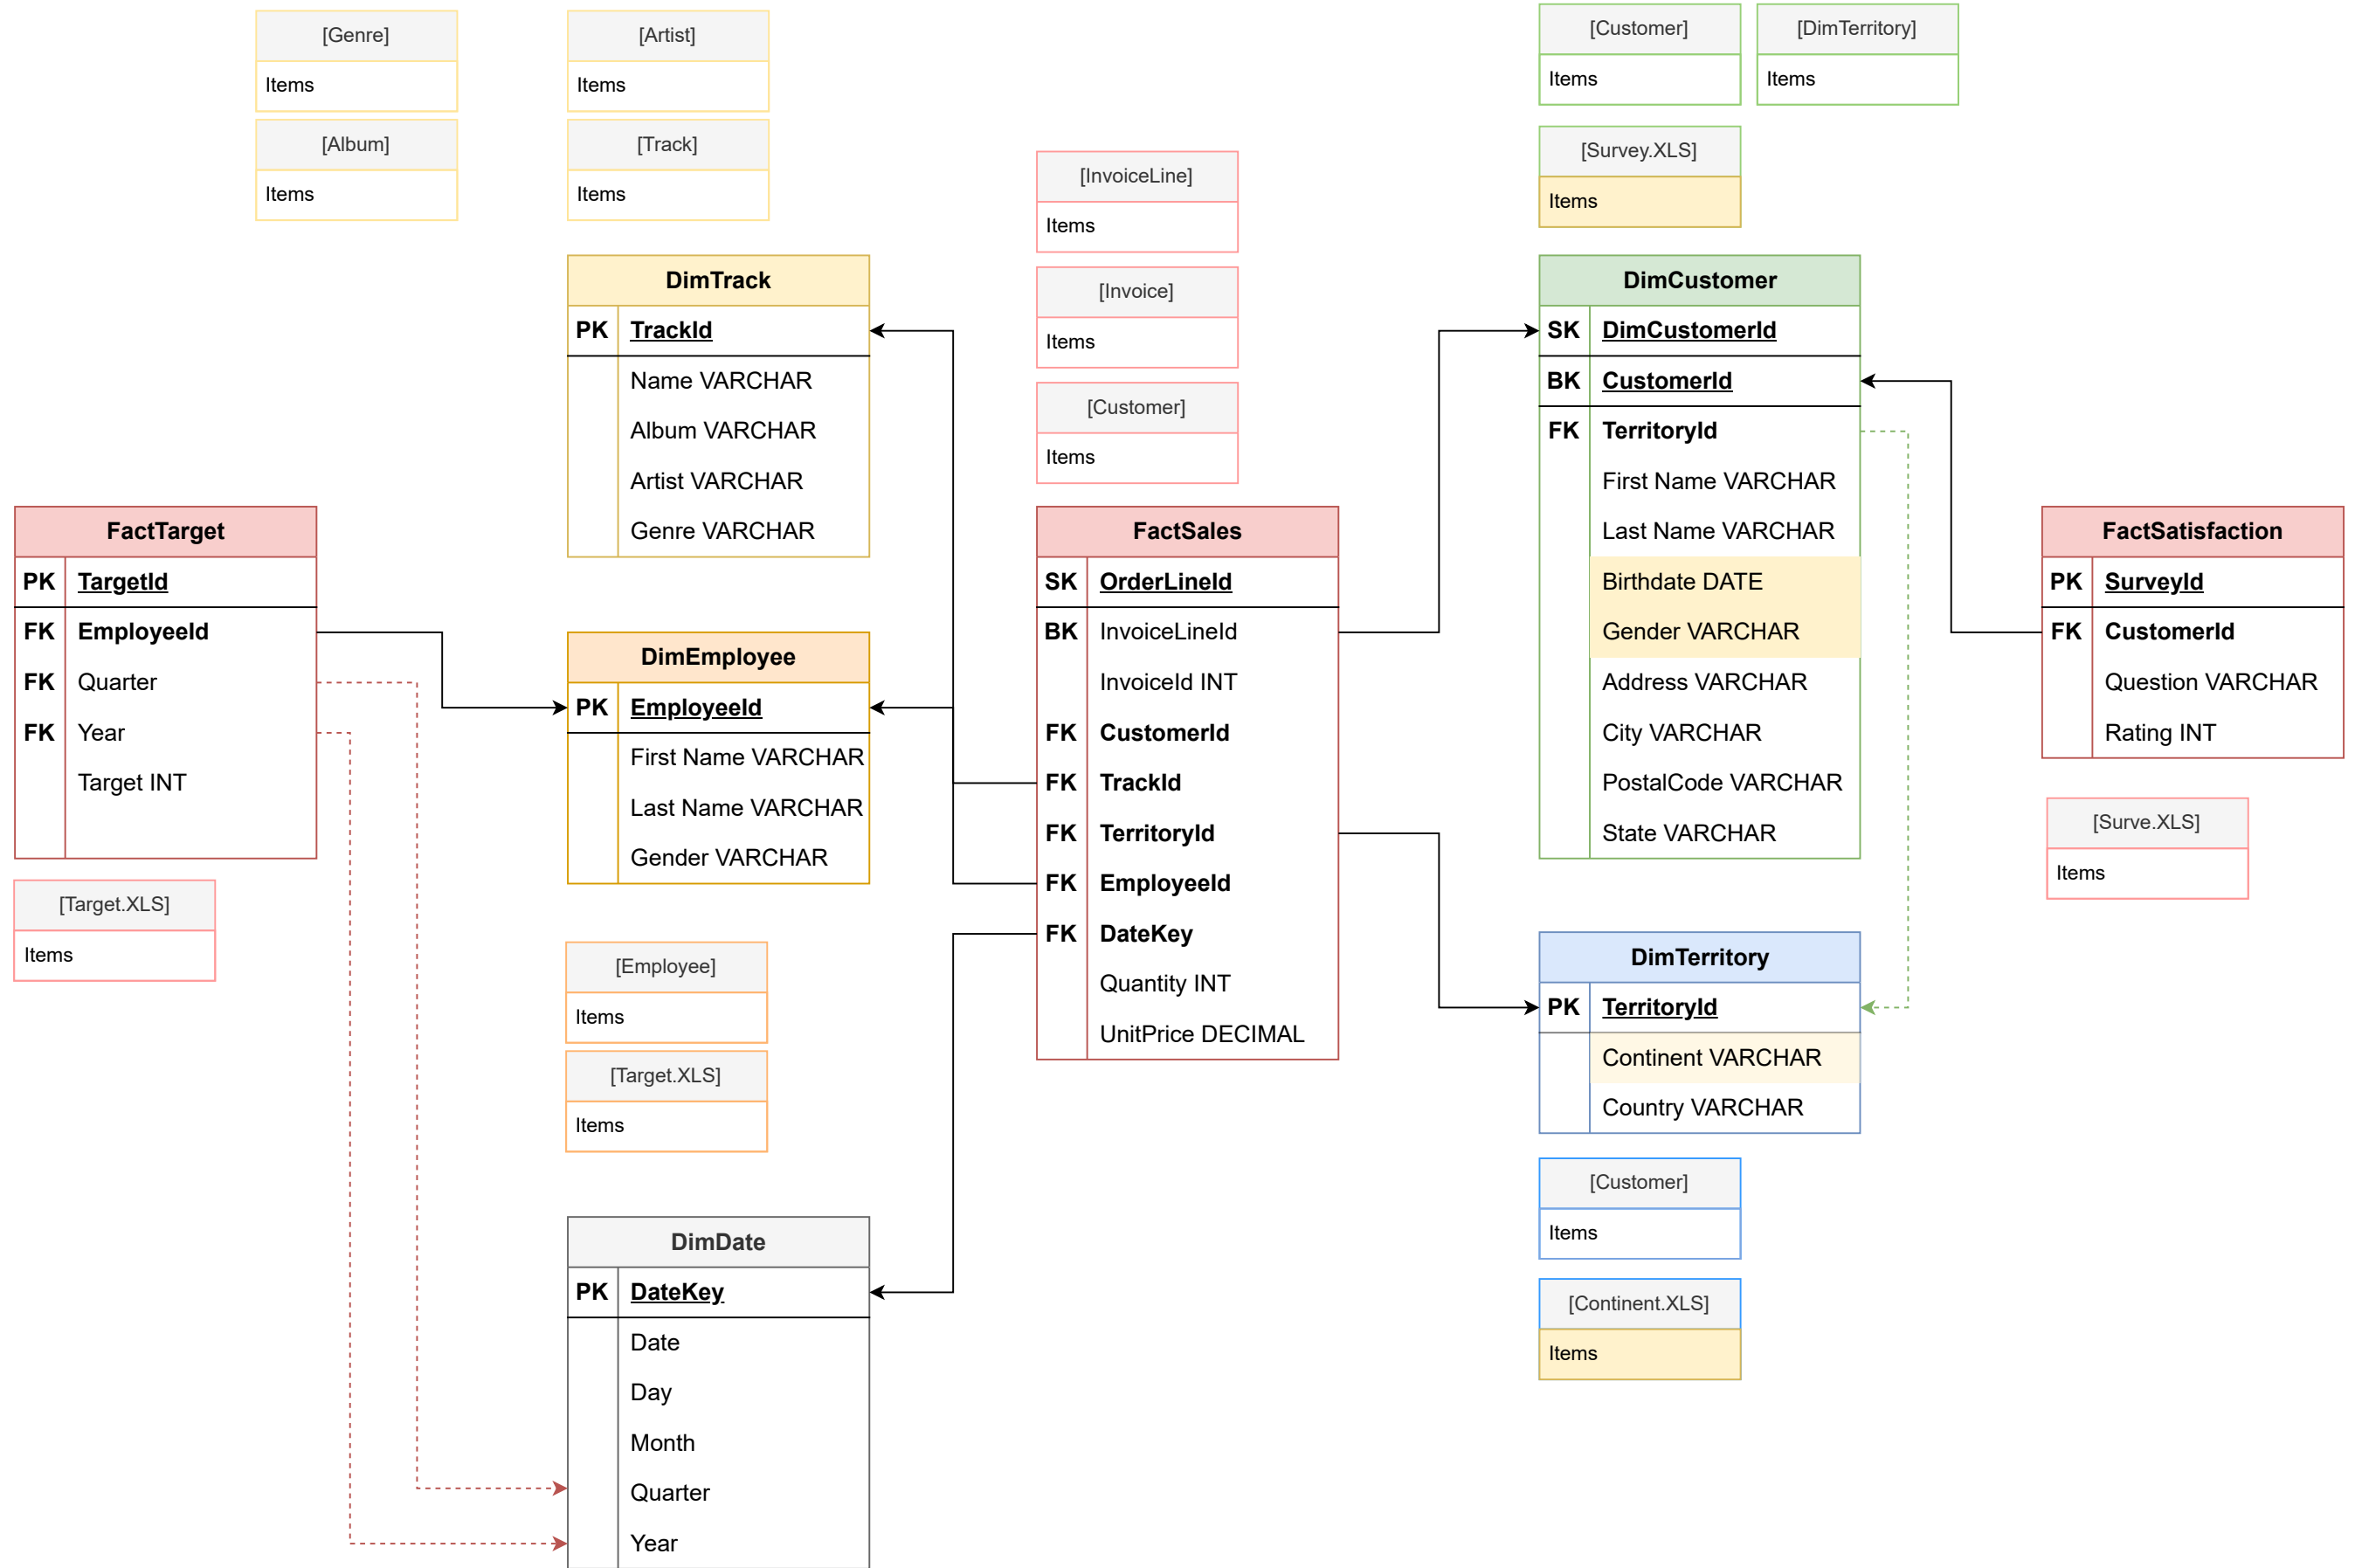 [Genre]
Items
[Album]
Items
[Artist]
Items
[Track]
Items
[InvoiceLine]
Items
[Invoice]
Items
[Customer]
Items
[Customer]
Items
[DimTerritory]
Items
[Survey.XLS]
Items
DimTrack
PK TrackId
Name VARCHAR
Album VARCHAR
Artist VARCHAR
Genre VARCHAR
DimCustomer
SK DimCustomerId
BK CustomerId
FK TerritoryId
First Name VARCHAR
Last Name VARCHAR
Birthdate DATE
Gender VARCHAR
Address VARCHAR
City VARCHAR
PostalCode VARCHAR
State VARCHAR
FactTarget
PK TargetId
FK EmployeeId
FK Quarter
FK Year
Target INT
[Target.XLS]
Items
DimEmployee
PK EmployeeId
First Name VARCHAR
Last Name VARCHAR
Gender VARCHAR
[Employee]
Items
[Target.XLS]
Items
FactSales
SK OrderLineId
BK InvoiceLineId
InvoiceId INT
FK CustomerId
FK TrackId
FK TerritoryId
FK EmployeeId
FK DateKey
Quantity INT
UnitPrice DECIMAL
FactSatisfaction
PK SurveyId
FK CustomerId
Question VARCHAR
Rating INT
[Surve.XLS]
Items
DimTerritory
PK TerritoryId
Continent VARCHAR
Country VARCHAR
[Customer]
Items
[Continent.XLS]
Items
DimDate
PK DateKey
Date
Day
Month
Quarter
Year